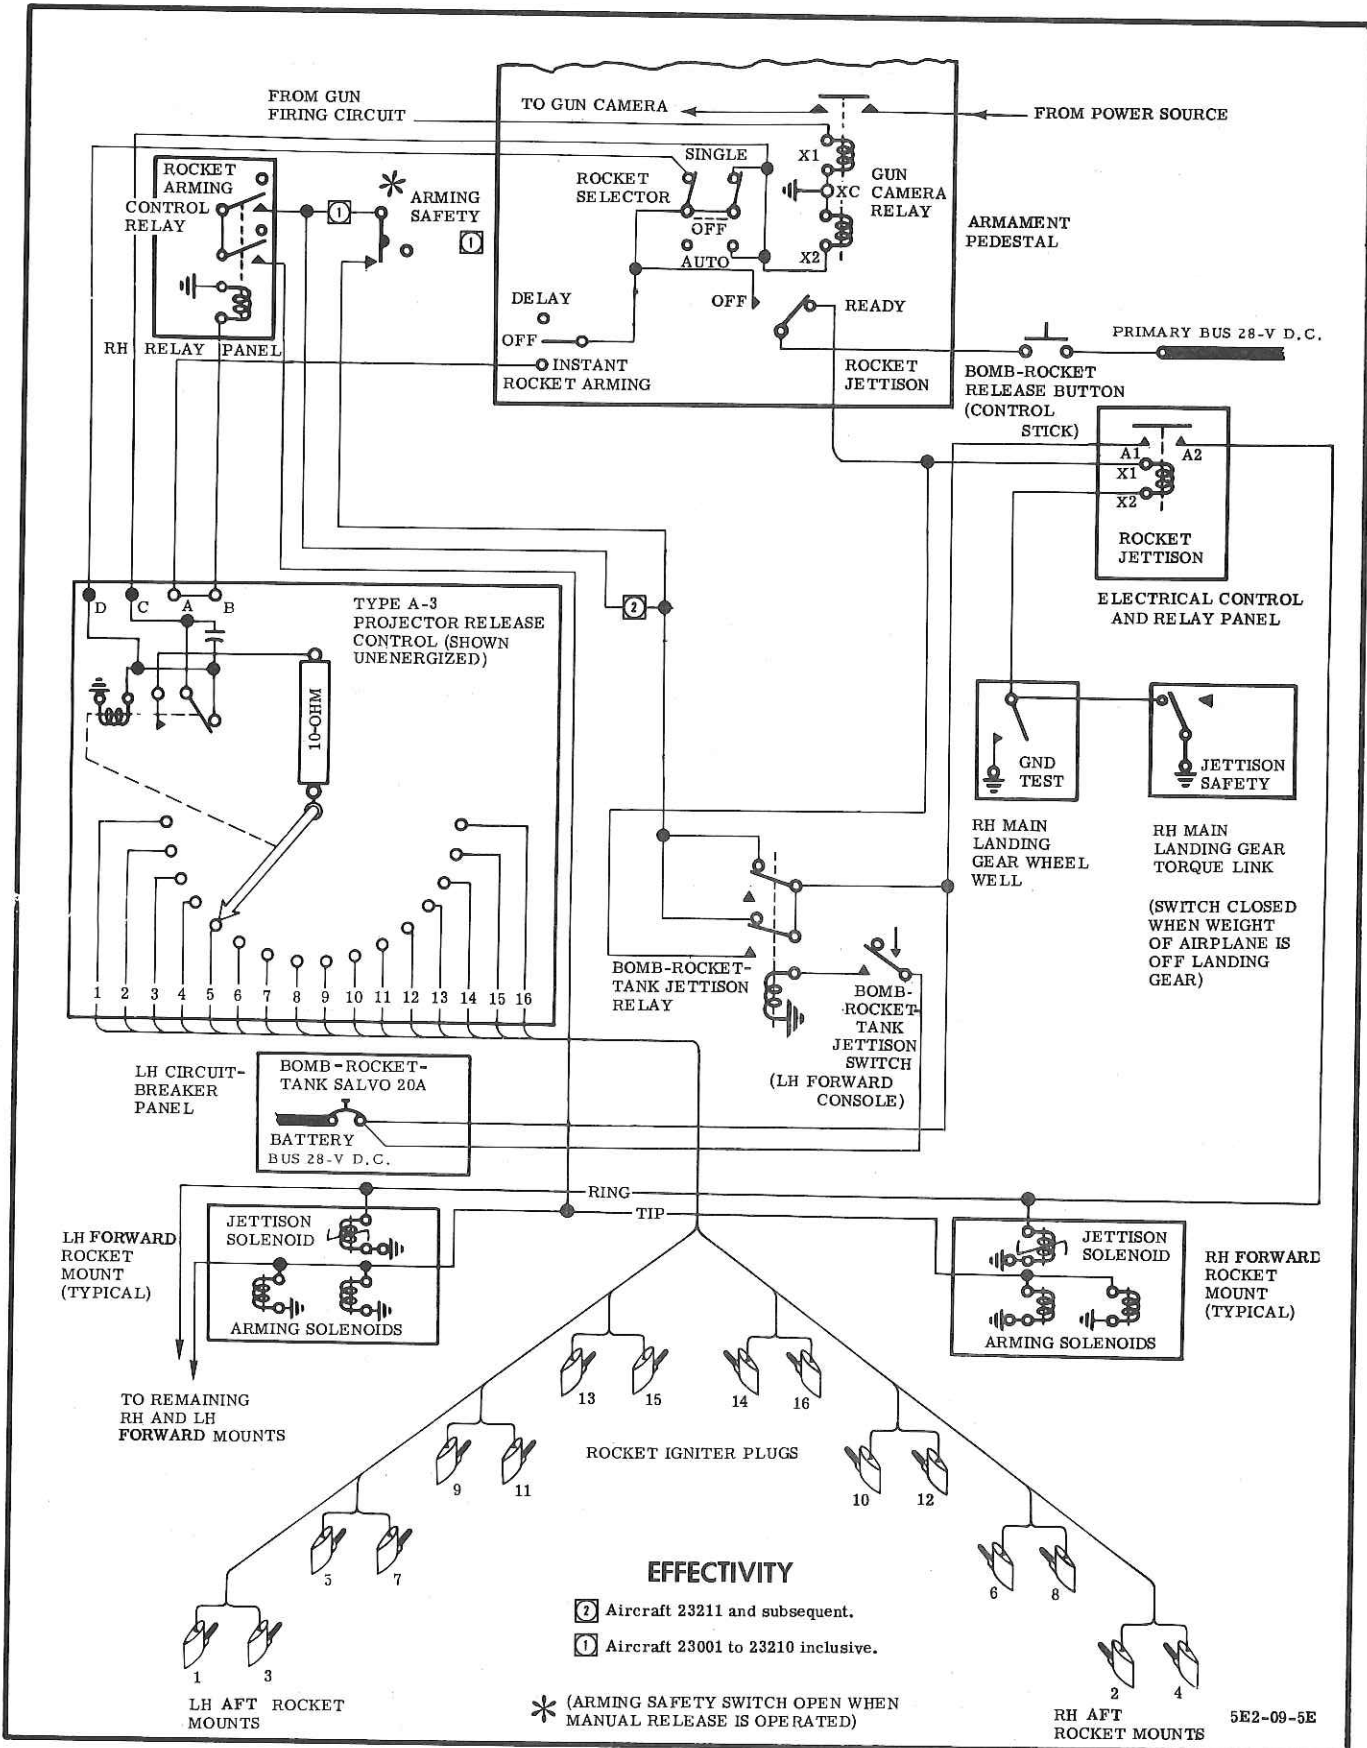 FROM GUN
FIRING CIRCUIT
TO GUN CAMERA
FROM POWER SOURCE
ROCKET
ARMING
CONTROL
RELAY
1
ARMING
SAFETY
1
RH RELAY PANEL
SINGLE
ROCKET
SELECTOR
OFF
AUTO
X1
XC
X2
GUN
CAMERA
RELAY
ARMAMENT
PEDESTAL
DELAY
OFF
INSTANT
ROCKET ARMING
OFF
READY
ROCKET
JETTISON
PRIMARY BUS 28-V D.C.
BOMB-ROCKET
RELEASE BUTTON
(CONTROL
STICK)
A1
A2
X1
X2
ROCKET
JETTISON
ELECTRICAL CONTROL
AND RELAY PANEL
D
C
A
B
TYPE A-3
PROJECTOR RELEASE
CONTROL (SHOWN
UNENERGIZED)
10-OHM
2
GND
TEST
JETTISON
SAFETY
RH MAIN
LANDING
GEAR WHEEL
WELL
RH MAIN
LANDING GEAR
TORQUE LINK
(SWITCH CLOSED
WHEN WEIGHT
OF AIRPLANE IS
OFF LANDING
GEAR)
1 2 3 4 5 6 7 8 9 10 11 12 13 14 15 16
BOMB-ROCKET-
TANK JETTISON
RELAY
BOMB-
ROCKET-
TANK
JETTISON
SWITCH
(LH FORWARD
CONSOLE)
LH CIRCUIT-
BREAKER
PANEL
BOMB-ROCKET-
TANK SALVO 20A
BATTERY
BUS 28-V D.C.
RING
TIP
LH FORWARD
ROCKET
MOUNT
(TYPICAL)
JETTISON
SOLENOID
ARMING SOLENOIDS
JETTISON
SOLENOID
ARMING SOLENOIDS
RH FORWARD
ROCKET
MOUNT
(TYPICAL)
TO REMAINING
RH AND LH
FORWARD MOUNTS
13 15 14 16
ROCKET IGNITER PLUGS
9 11 10 12
5 7 6 8
EFFECTIVITY
2 Aircraft 23211 and subsequent.
1 Aircraft 23001 to 23210 inclusive.
1 3
LH AFT ROCKET
MOUNTS
* (ARMING SAFETY SWITCH OPEN WHEN
MANUAL RELEASE IS OPERATED)
2 4
RH AFT
ROCKET MOUNTS
5E2-09-5E